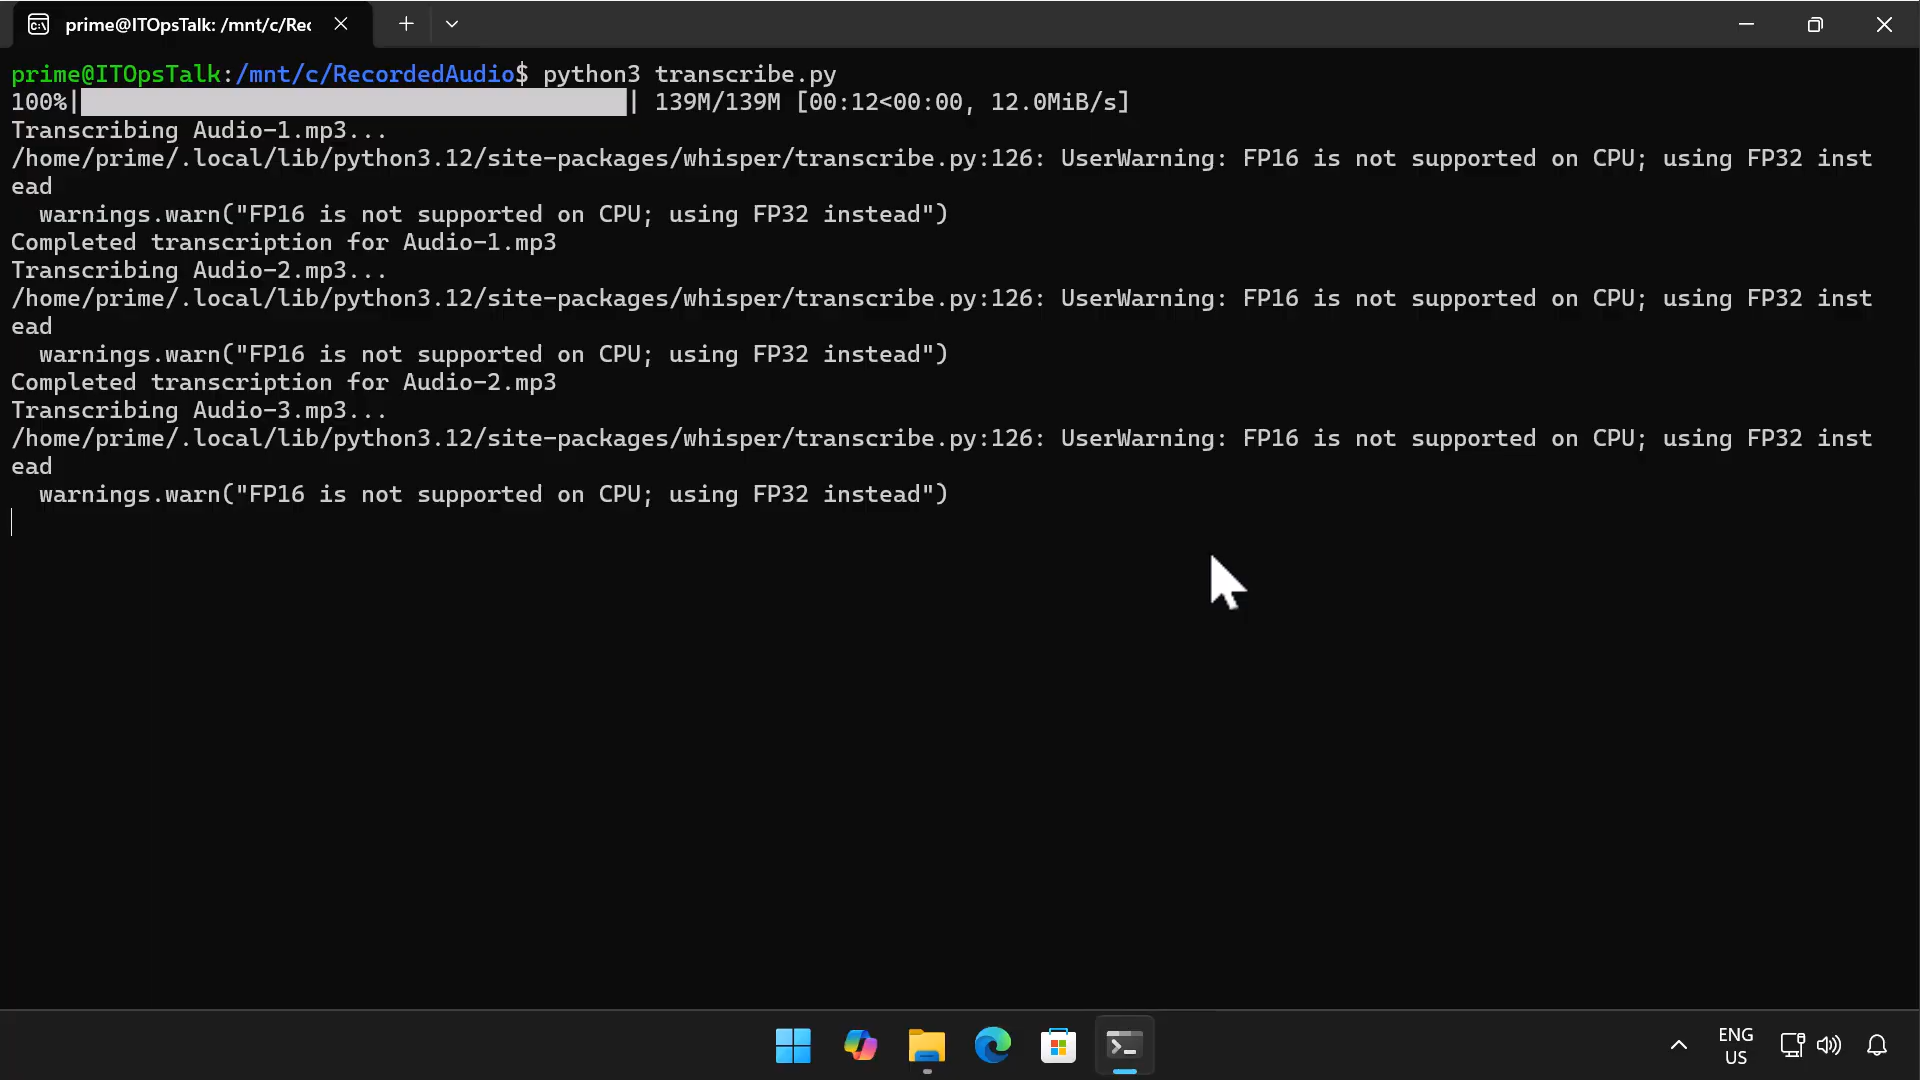 prime@ITOpsTalk: /mnt/c/Rec
prime@ITOpsTalk:/mnt/c/RecordedAudio$ python3 transcribe.py
100%| | 139M/139M [00:12<00:00, 12.0MiB/s]
Transcribing Audio-1.mp3...
/home/prime/.local/lib/python3.12/site-packages/whisper/transcribe.py:126: UserWarning: FP16 is not supported on CPU; using FP32 inst
ead
  warnings.warn("FP16 is not supported on CPU; using FP32 instead")
Completed transcription for Audio-1.mp3
Transcribing Audio-2.mp3...
/home/prime/.local/lib/python3.12/site-packages/whisper/transcribe.py:126: UserWarning: FP16 is not supported on CPU; using FP32 inst
ead
  warnings.warn("FP16 is not supported on CPU; using FP32 instead")
Completed transcription for Audio-2.mp3
Transcribing Audio-3.mp3...
/home/prime/.local/lib/python3.12/site-packages/whisper/transcribe.py:126: UserWarning: FP16 is not supported on CPU; using FP32 inst
ead
  warnings.warn("FP16 is not supported on CPU; using FP32 instead")
ENG
US